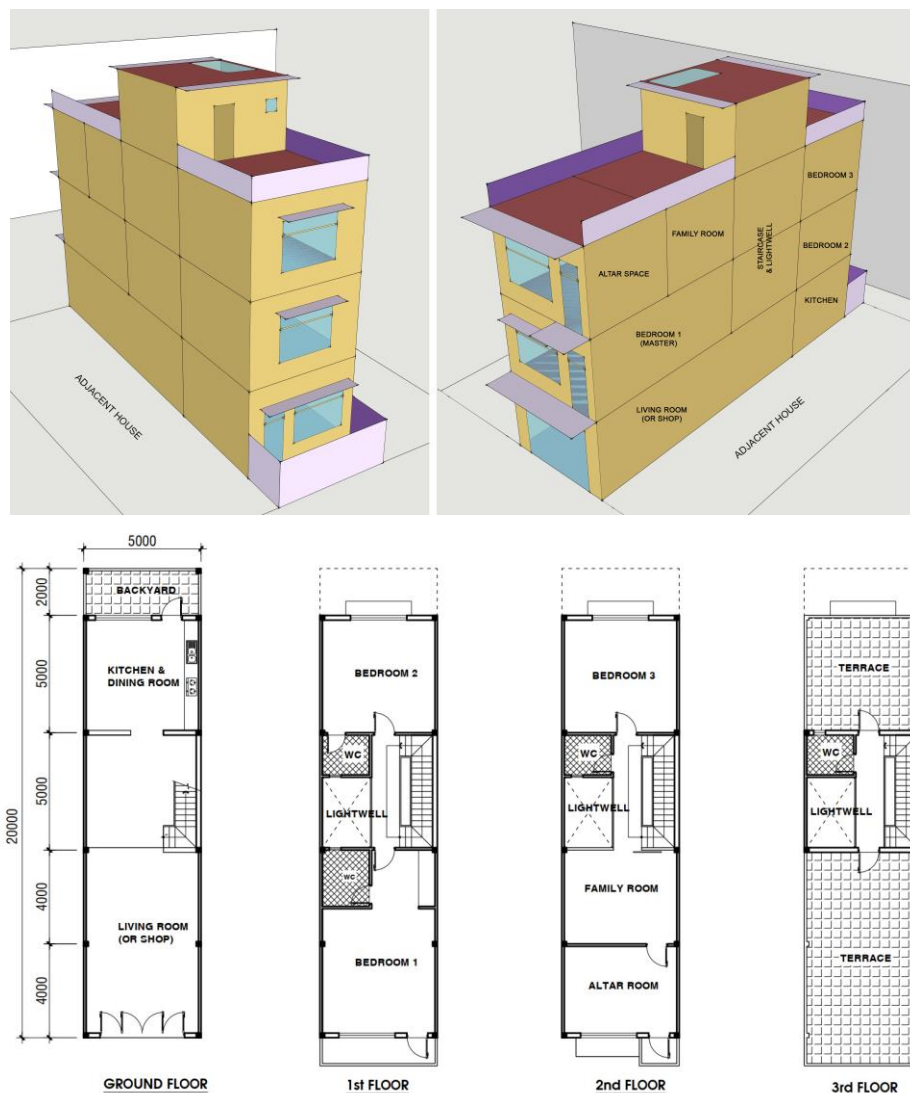 ADJACENT HOUSE
ALTAR SPACE
FAMILY ROOM
STAIRCASE
& LIGHTWELL
BEDROOM 3
BEDROOM 2
KITCHEN
BEDROOM 1
(MASTER)
LIVING ROOM
(OR SHOP)
ADJACENT HOUSE
5000
20000
2000
5000
5000
4000
4000
BACKYARD
KITCHEN &
DINING ROOM
LIVING ROOM
(OR SHOP)
GROUND FLOOR
BEDROOM 2
WC
LIGHTWELL
WC
BEDROOM 1
1st FLOOR
BEDROOM 3
WC
LIGHTWELL
FAMILY ROOM
ALTAR ROOM
2nd FLOOR
TERRACE
WC
LIGHTWELL
TERRACE
3rd FLOOR